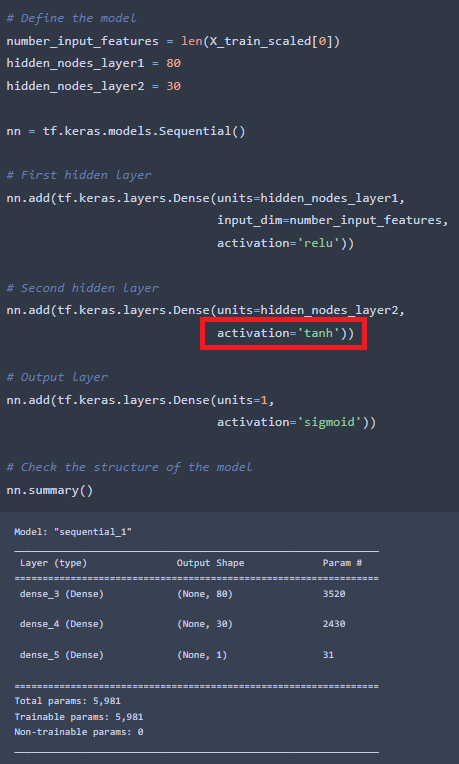 # Define the model
number_input_features = len(X_train_scaled[0])
hidden_nodes_layer1 = 80
hidden_nodes_layer2 = 30
nn = tf.keras.models.Sequential()
# First hidden layer
nn.add(tf.keras.layers.Dense(units=hidden_nodes_layer1,
input_dim=number_input_features,
activation='relu'))
# Second hidden layer
nn.add(tf.keras.layers.Dense(units=hidden_nodes_layer2,
activation='tanh'))
# Output layer
nn.add(tf.keras.layers.Dense(units=1,
activation='sigmoid'))
# Check the structure of the model
nn.summary()
Model: "sequential_1"
Layer (type) Output Shape Param #
dense_3 (Dense) (None, 80) 3520
dense_4 (Dense) (None, 30) 2430
dense_5 (Dense) (None, 1) 31
Total params: 5,981
Trainable params: 5,981
Non-trainable params: 0